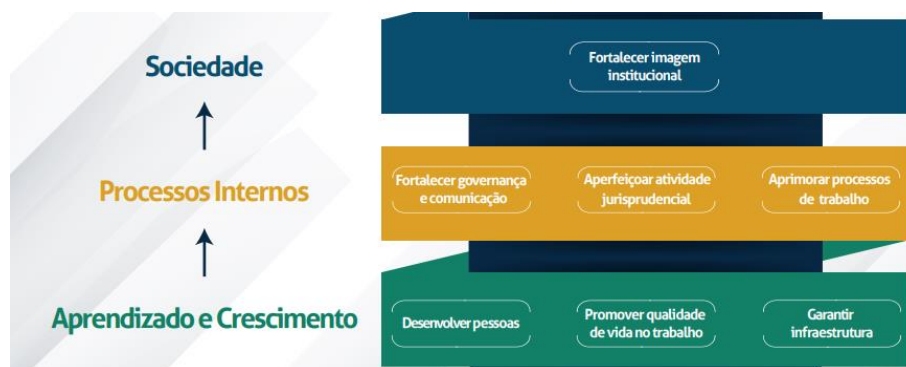 Sociedade
Fortalecer imagem
institucional
Processos Internos
Fortalecer governança
e comunicação
Aperfeiçoar atividade
jurisprudencial
Aprimorar processos
de trabalho
Aprendizado e Crescimento
Desenvolver pessoas
Promover qualidade
de vida no trabalho
Garantir
infraestrutura